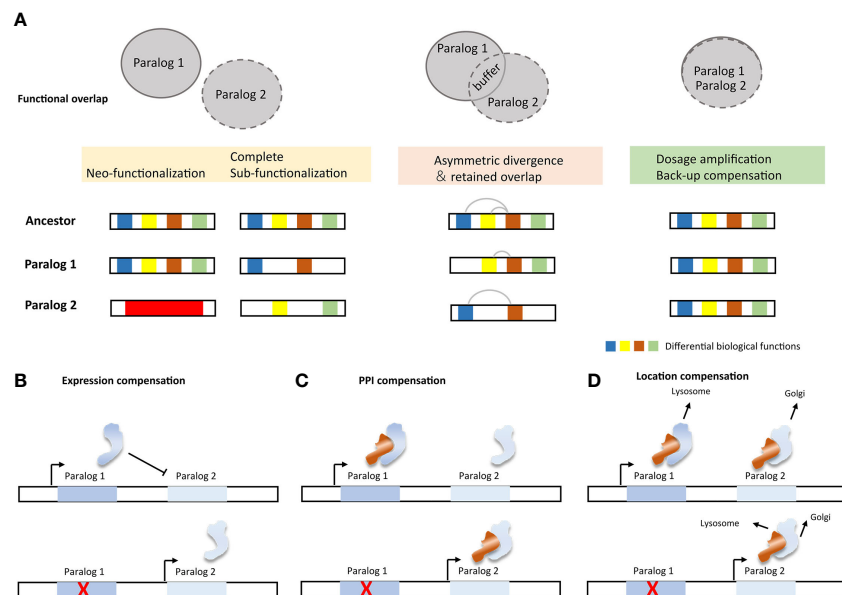 A
Paralog 1
Paralog 2
Paralog 1
buffer
Paralog 2
Paralog 1
Paralog 2
Functional overlap
Neo-functionalization
Complete
Sub-functionalization
Asymmetric divergence
& retained overlap
Dosage amplification
Back-up compensation
Ancestor
Paralog 1
Paralog 2
Differential biological functions
B
Expression compensation
Paralog 1
Paralog 2
Paralog 1
X
Paralog 2
C
PPI compensation
Paralog 1
Paralog 2
Paralog 1
X
Paralog 2
D
Location compensation
Lysosome
Golgi
Paralog 1
Paralog 2
Lysosome
Golgi
Paralog 1
X
Paralog 2